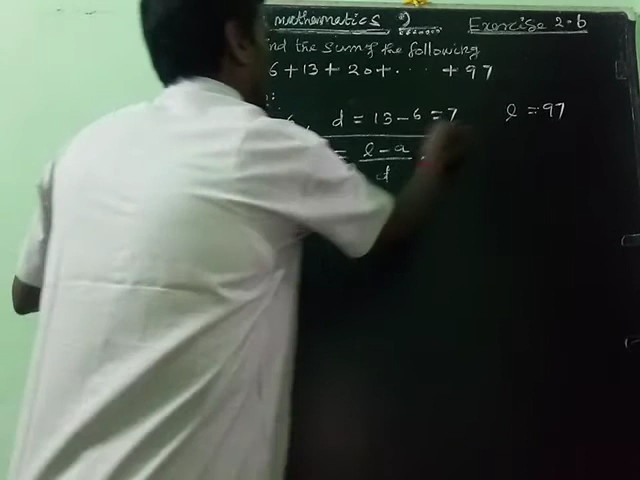 mathematics Exercise 2.6
nd the sum of the following
6 + 13 + 20 + . . . . + 97
d = 13 - 6 = 7 l = 97
= l - a
d